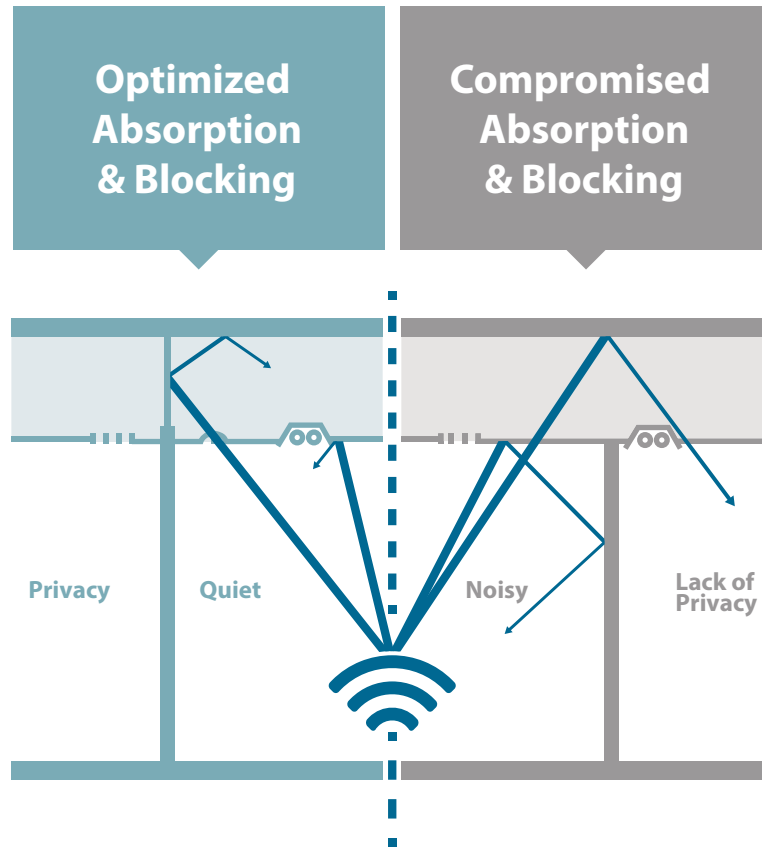 Optimized
Absorption
& Blocking
Compromised
Absorption
& Blocking
Privacy
Quiet
Noisy
Lack of
Privacy